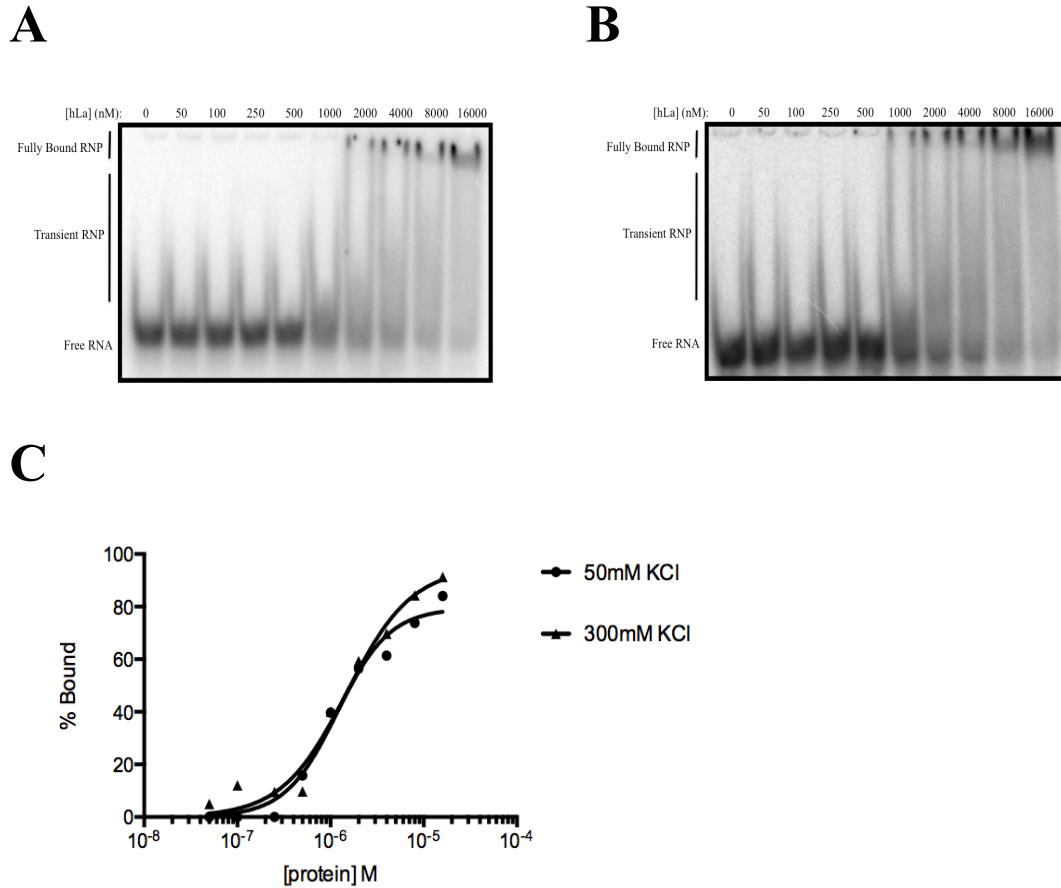 A
B
[hLa] (nM): 0 50 100 250 500 1000 2000 4000 8000 16000
Fully Bound RNP
Transient RNP
Free RNA
[hLa] (nM): 0 50 100 250 500 1000 2000 4000 8000 16000
Fully Bound RNP
Transient RNP
Free RNA
C
100
80
60
40
20
0
% Bound
10-8 10-7 10-6 10-5 10-4
[protein] M
50mM KCl
300mM KCl